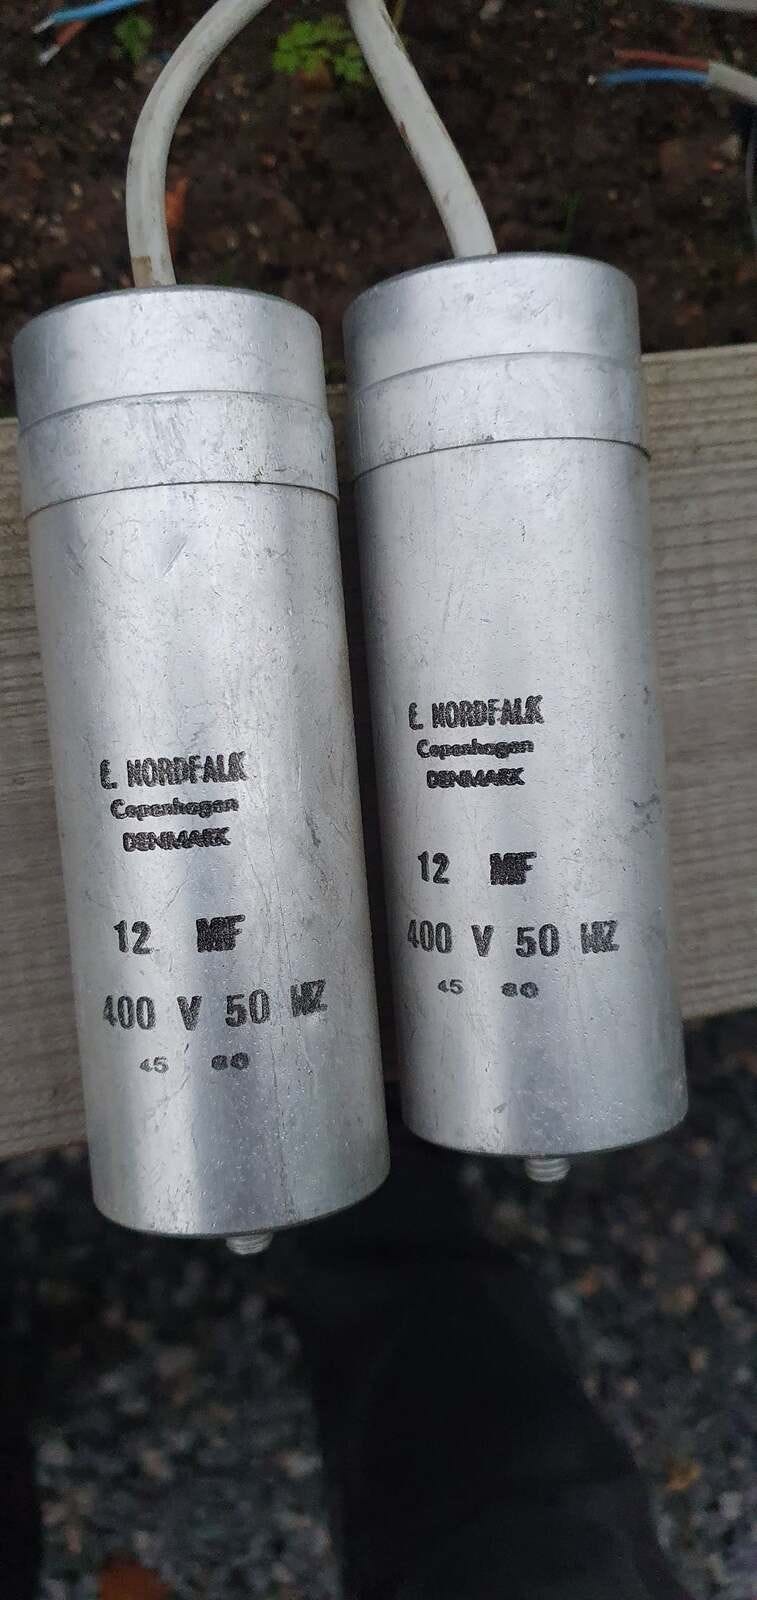 E. NORDFALK
Copenhagen
DENMARK
12 MF
400 V 50 HZ
45 80
E. NORDFALK
Copenhagen
DENMARK
12 MF
400 V 50 HZ
45 80